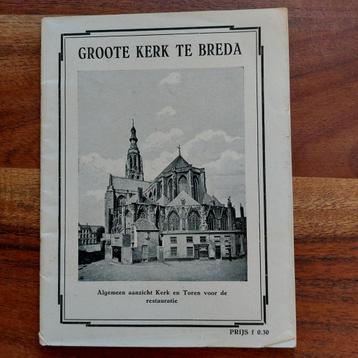 GROOTE KERK TE BREDA
Algemeen aanzicht Kerk en Toren voor de
restauratie
PRIJS f 0.30